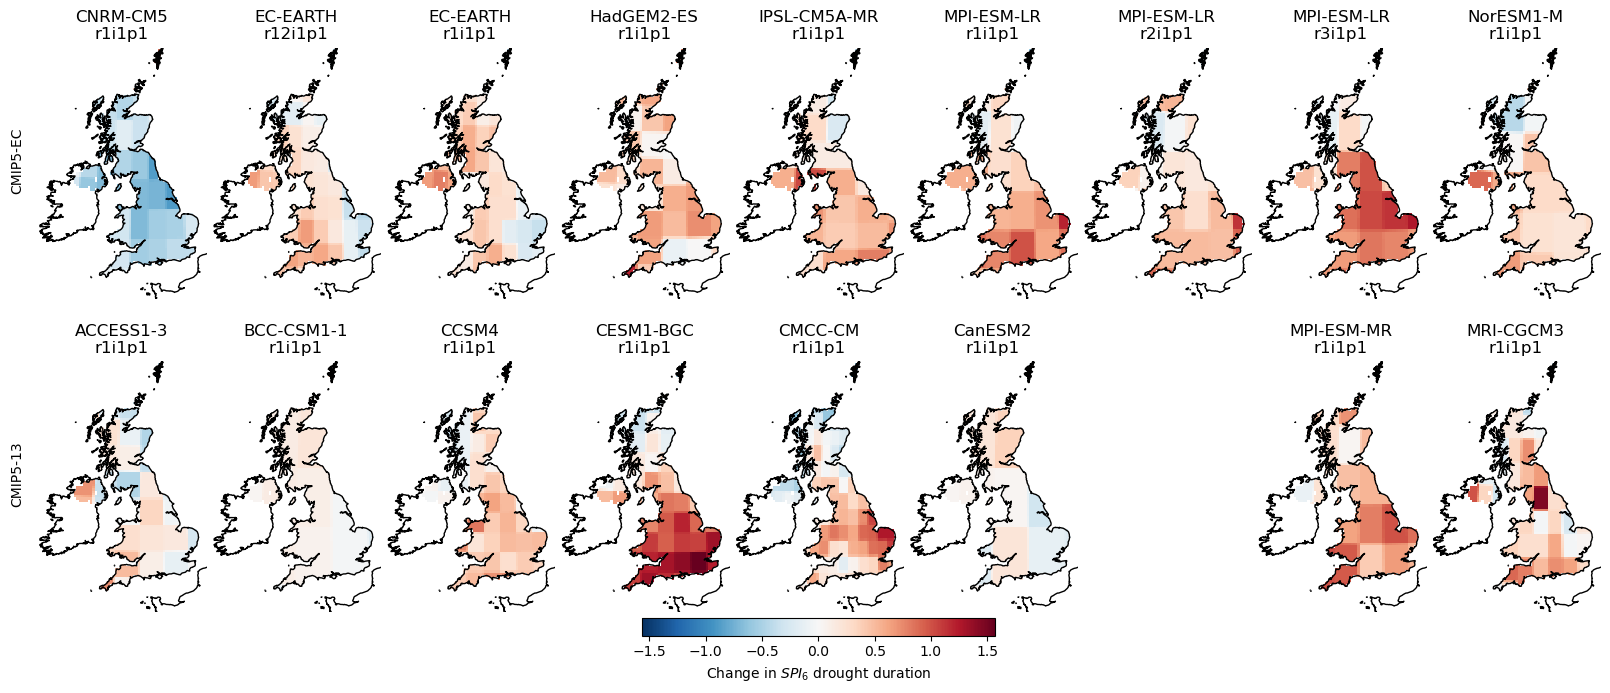 CNRM-CM5
r1i1p1
EC-EARTH
r12i1p1
EC-EARTH
r1i1p1
HadGEM2-ES
r1i1p1
IPSL-CM5A-MR
r1i1p1
MPI-ESM-LR
r1i1p1
MPI-ESM-LR
r2i1p1
MPI-ESM-LR
r3i1p1
NorESM1-M
r1i1p1
CMIP5-EC
ACCESS1-3
r1i1p1
BCC-CSM1-1
r1i1p1
CCSM4
r1i1p1
CESM1-BGC
r1i1p1
CMCC-CM
r1i1p1
CanESM2
r1i1p1
MPI-ESM-MR
r1i1p1
MRI-CGCM3
r1i1p1
CMIP5-13
−1.5 −1.0 −0.5 0.0 0.5 1.0 1.5
Change in SPI₆ drought duration